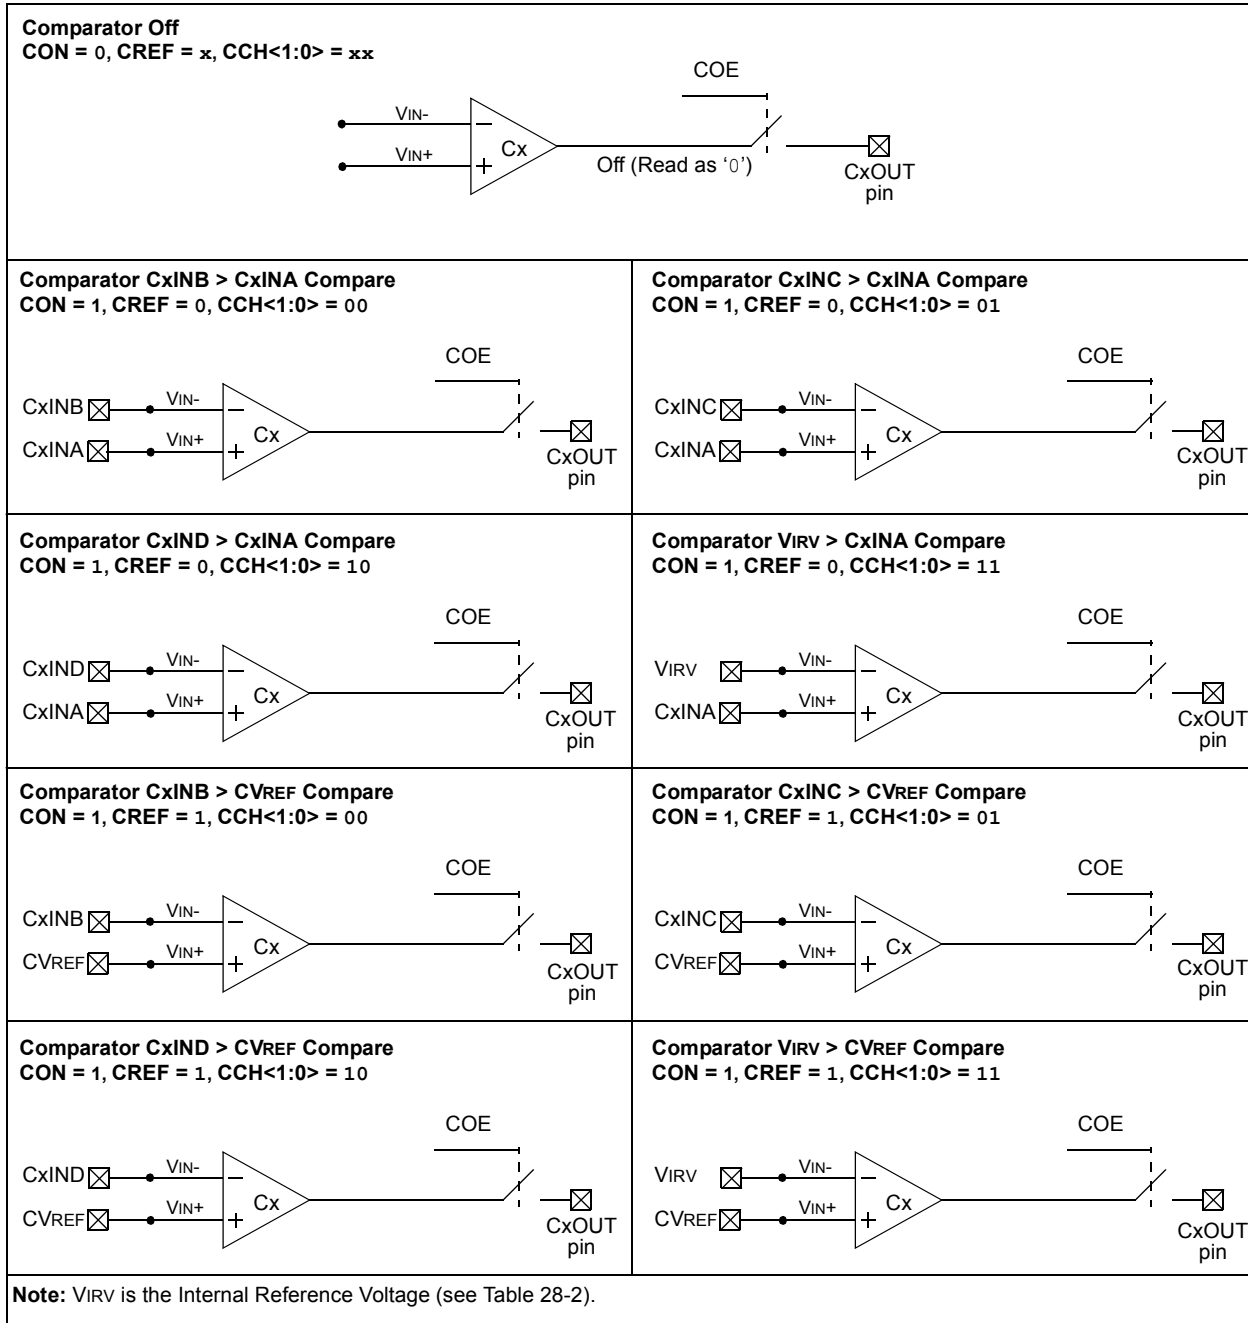 Comparator Off
CON = 0, CREF = x, CCH<1:0> = xx
COE
VIN-
VIN+
Cx
Off (Read as ‘0’)
CxOUT
pin
Comparator CxINB > CxINA Compare
CON = 1, CREF = 0, CCH<1:0> = 00
COE
CxINB
VIN-
CxINA
VIN+
Cx
CxOUT
pin
Comparator CxINC > CxINA Compare
CON = 1, CREF = 0, CCH<1:0> = 01
COE
CxINC
VIN-
CxINA
VIN+
Cx
CxOUT
pin
Comparator CxIND > CxINA Compare
CON = 1, CREF = 0, CCH<1:0> = 10
COE
CxIND
VIN-
CxINA
VIN+
Cx
CxOUT
pin
Comparator VIRV > CxINA Compare
CON = 1, CREF = 0, CCH<1:0> = 11
COE
VIRV
VIN-
CxINA
VIN+
Cx
CxOUT
pin
Comparator CxINB > CVREF Compare
CON = 1, CREF = 1, CCH<1:0> = 00
COE
CxINB
VIN-
CVREF
VIN+
Cx
CxOUT
pin
Comparator CxINC > CVREF Compare
CON = 1, CREF = 1, CCH<1:0> = 01
COE
CxINC
VIN-
CVREF
VIN+
Cx
CxOUT
pin
Comparator CxIND > CVREF Compare
CON = 1, CREF = 1, CCH<1:0> = 10
COE
CxIND
VIN-
CVREF
VIN+
Cx
CxOUT
pin
Comparator VIRV > CVREF Compare
CON = 1, CREF = 1, CCH<1:0> = 11
COE
VIRV
VIN-
CVREF
VIN+
Cx
CxOUT
pin
Note: VIRV is the Internal Reference Voltage (see Table 28-2).